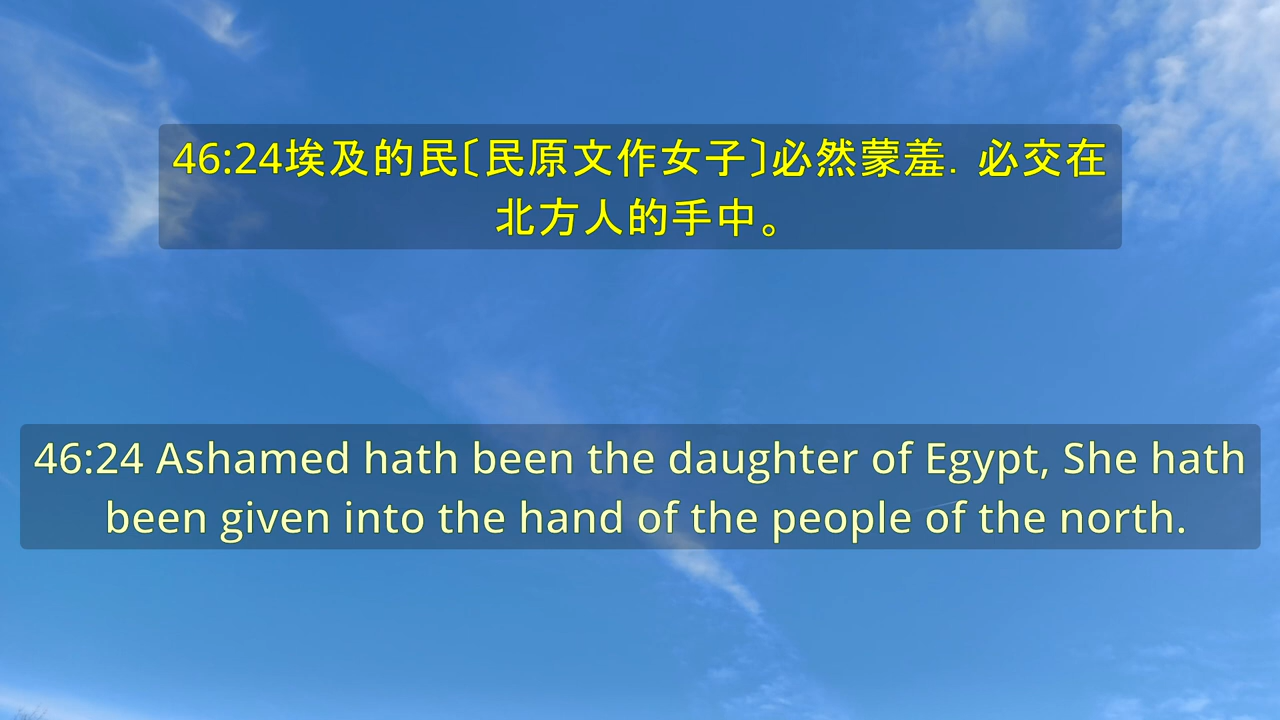 46:24埃及的民〔民原文作女子〕必然蒙羞．必交在
北方人的手中。
46:24 Ashamed hath been the daughter of Egypt, She hath
been given into the hand of the people of the north.